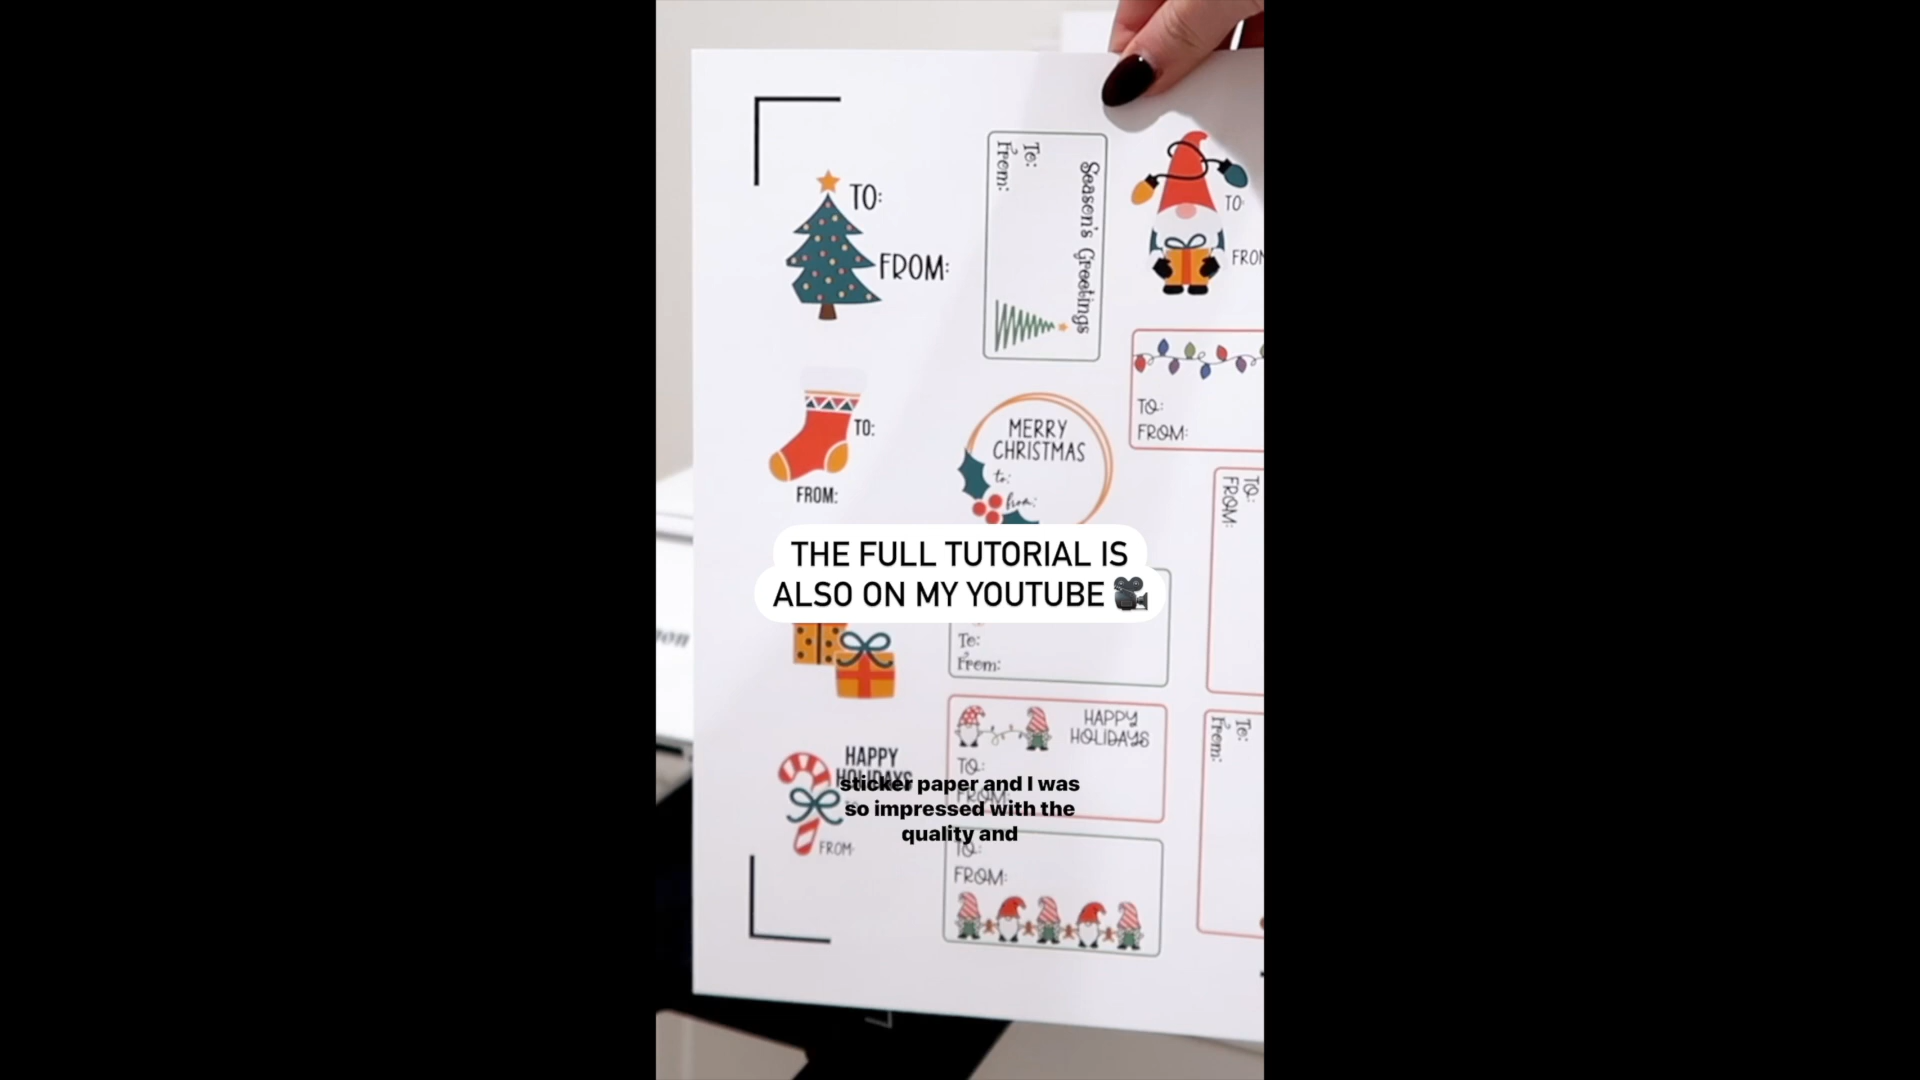 TO:
FROM:
To:
From:
Season's Greetings
TO:
TO:
FROM:
TO:
FROM:
MERRY
CHRISTMAS
to:
from:
TO:
FROM:
THE FULL TUTORIAL IS
ALSO ON MY YOUTUBE
To:
From:
HAPPY
HOLIDAYS
TO:
FROM:
To:
From:
HAPPY
HOLIDAYS
FROM:
sticker paper and I was
so impressed with the
quality and
TO:
FROM: